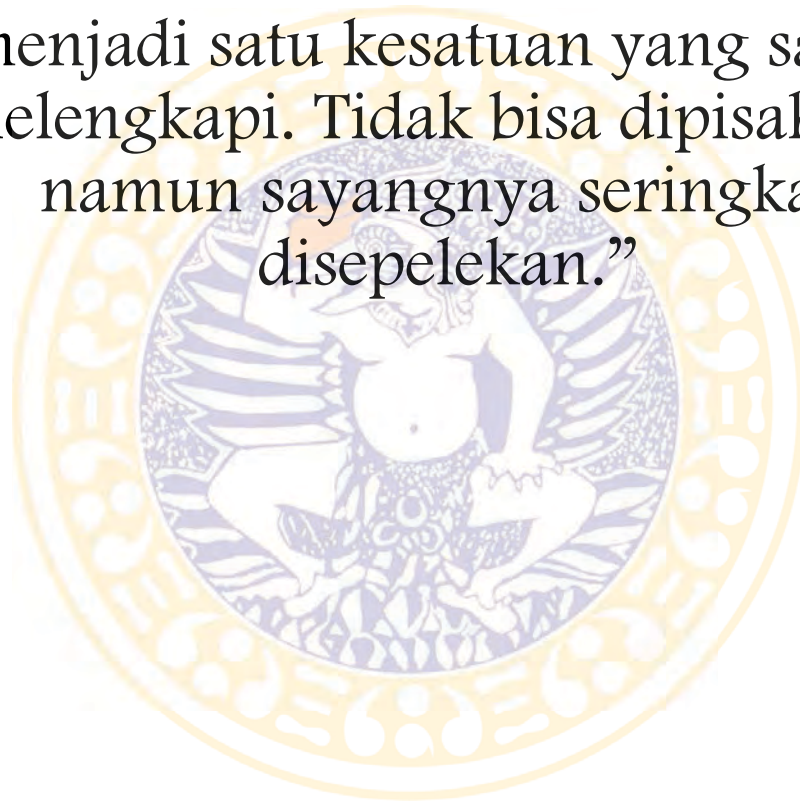 menjadi satu kesatuan yang sa
elengkapi. Tidak bisa dipisah
namun sayangnya seringka
disepelekan.”